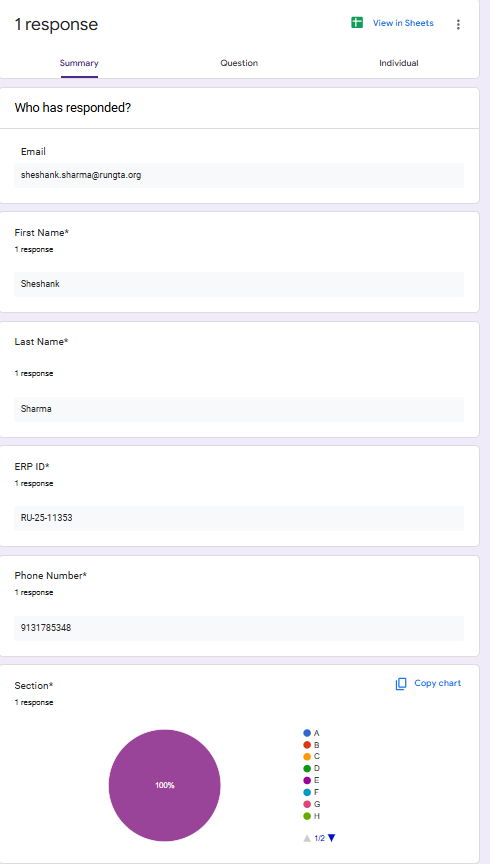 1 response
View in Sheets
Summary
Question
Individual
Who has responded?
Email
sheshank.sharma@rungta.org
First Name*
1 response
Sheshank
Last Name*
1 response
Sharma
ERP ID*
1 response
RU-25-11353
Phone Number*
1 response
9131785348
Section*
Copy chart
1 response
100%
A
B
C
D
E
F
G
H
1/2